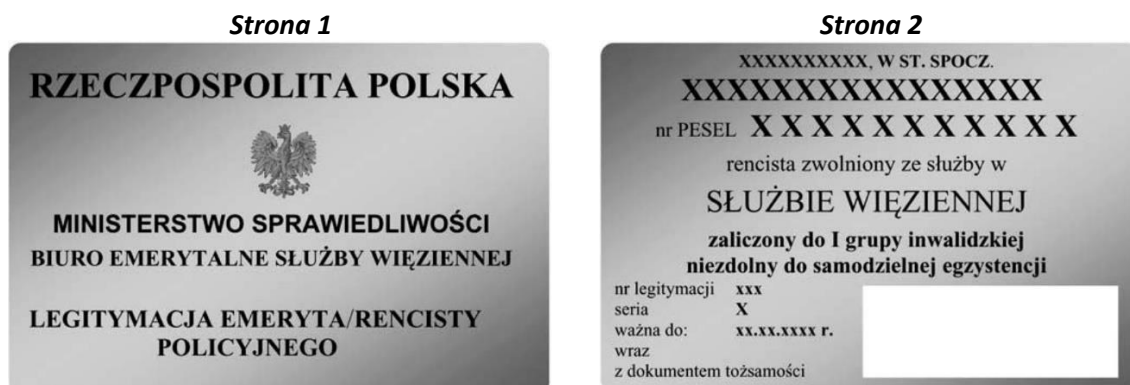 Strona 1
RZECZPOSPOLITA POLSKA
MINISTERSTWO SPRAWIEDLIWOŚCI
BIURO EMERYTALNE SŁUŻBY WIĘZIENNEJ
LEGITYMACJA EMERYTA/RENCISTY
POLICYJNEGO
Strona 2
XXXXXXXXXX, W ST. SPOCZ.
XXXXXXXXXXXXXXXX
nr PESEL X X X X X X X X X X X
rencista zwolniony ze służby w
SŁUŻBIE WIĘZIENNEJ
zaliczony do I grupy inwalidzkiej
niezdolny do samodzielnej egzystencji
nr legitymacji xxx
seria X
ważna do: xx.xx.xxxx r.
wraz
z dokumentem tożsamości